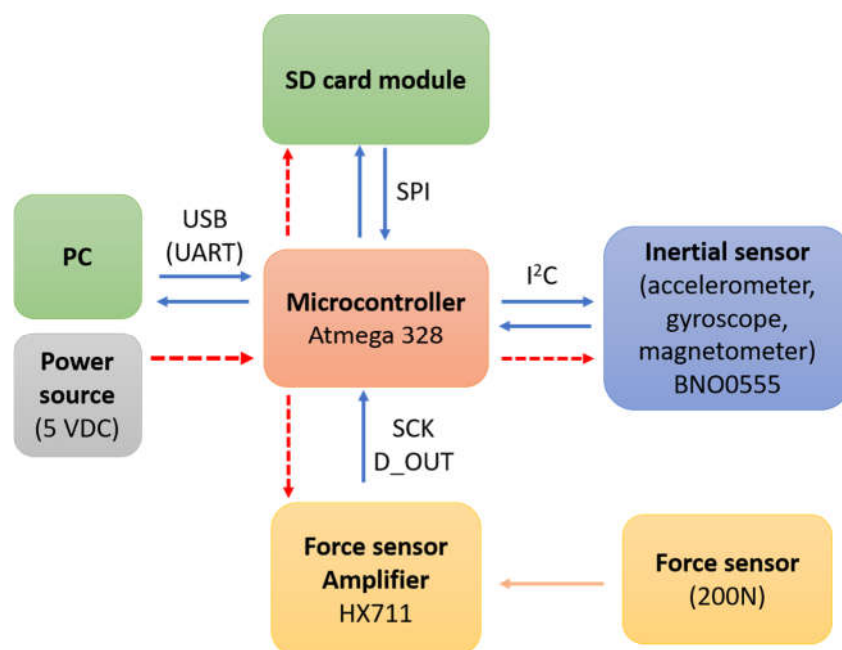 SD card module
SPI
PC
USB
(UART)
Microcontroller
Atmega 328
I²C
Inertial sensor
(accelerometer,
gyroscope,
magnetometer)
BNO0555
Power
source
(5 VDC)
SCK
D_OUT
Force sensor
Amplifier
HX711
Force sensor
(200N)